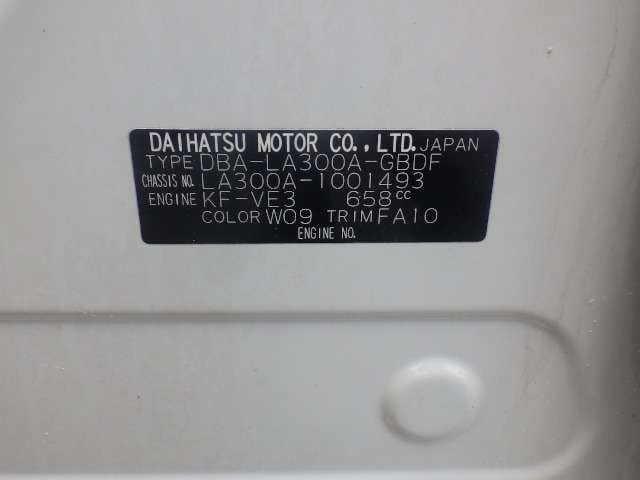 DAIHATSU MOTOR CO.,LTD. JAPAN
TYPE DBA-LA300A-GBDF
CHASSIS NO. LA300A-1001493
ENGINE KF-VE3 658cc
COLOR W09 TRIM FA10
ENGINE NO.